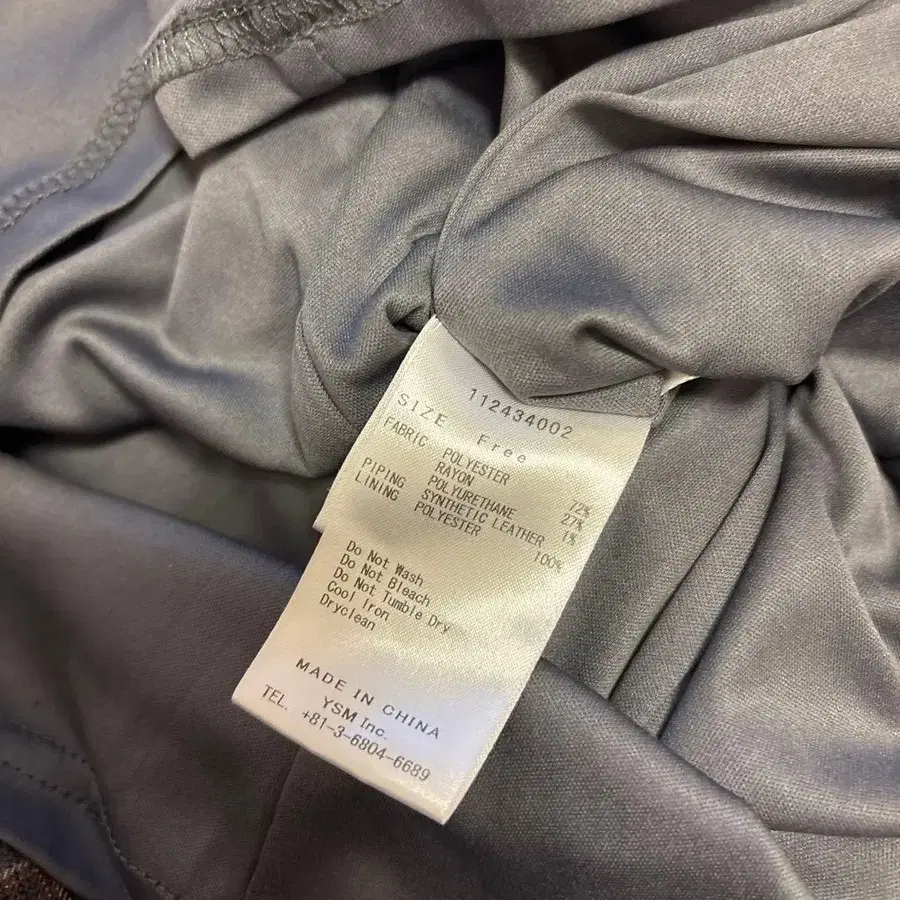 112434002
SIZE Free
FABRIC POLYESTER 72%
RAYON 27%
POLYURETHANE 1%
PIPING SYNTHETIC LEATHER
LINING POLYESTER 100%
Do Not Wash
Do Not Bleach
Do Not Tumble Dry
Cool Iron
Dryclean
MADE IN CHINA
YSM Inc.
TEL. +81-3-6804-6689